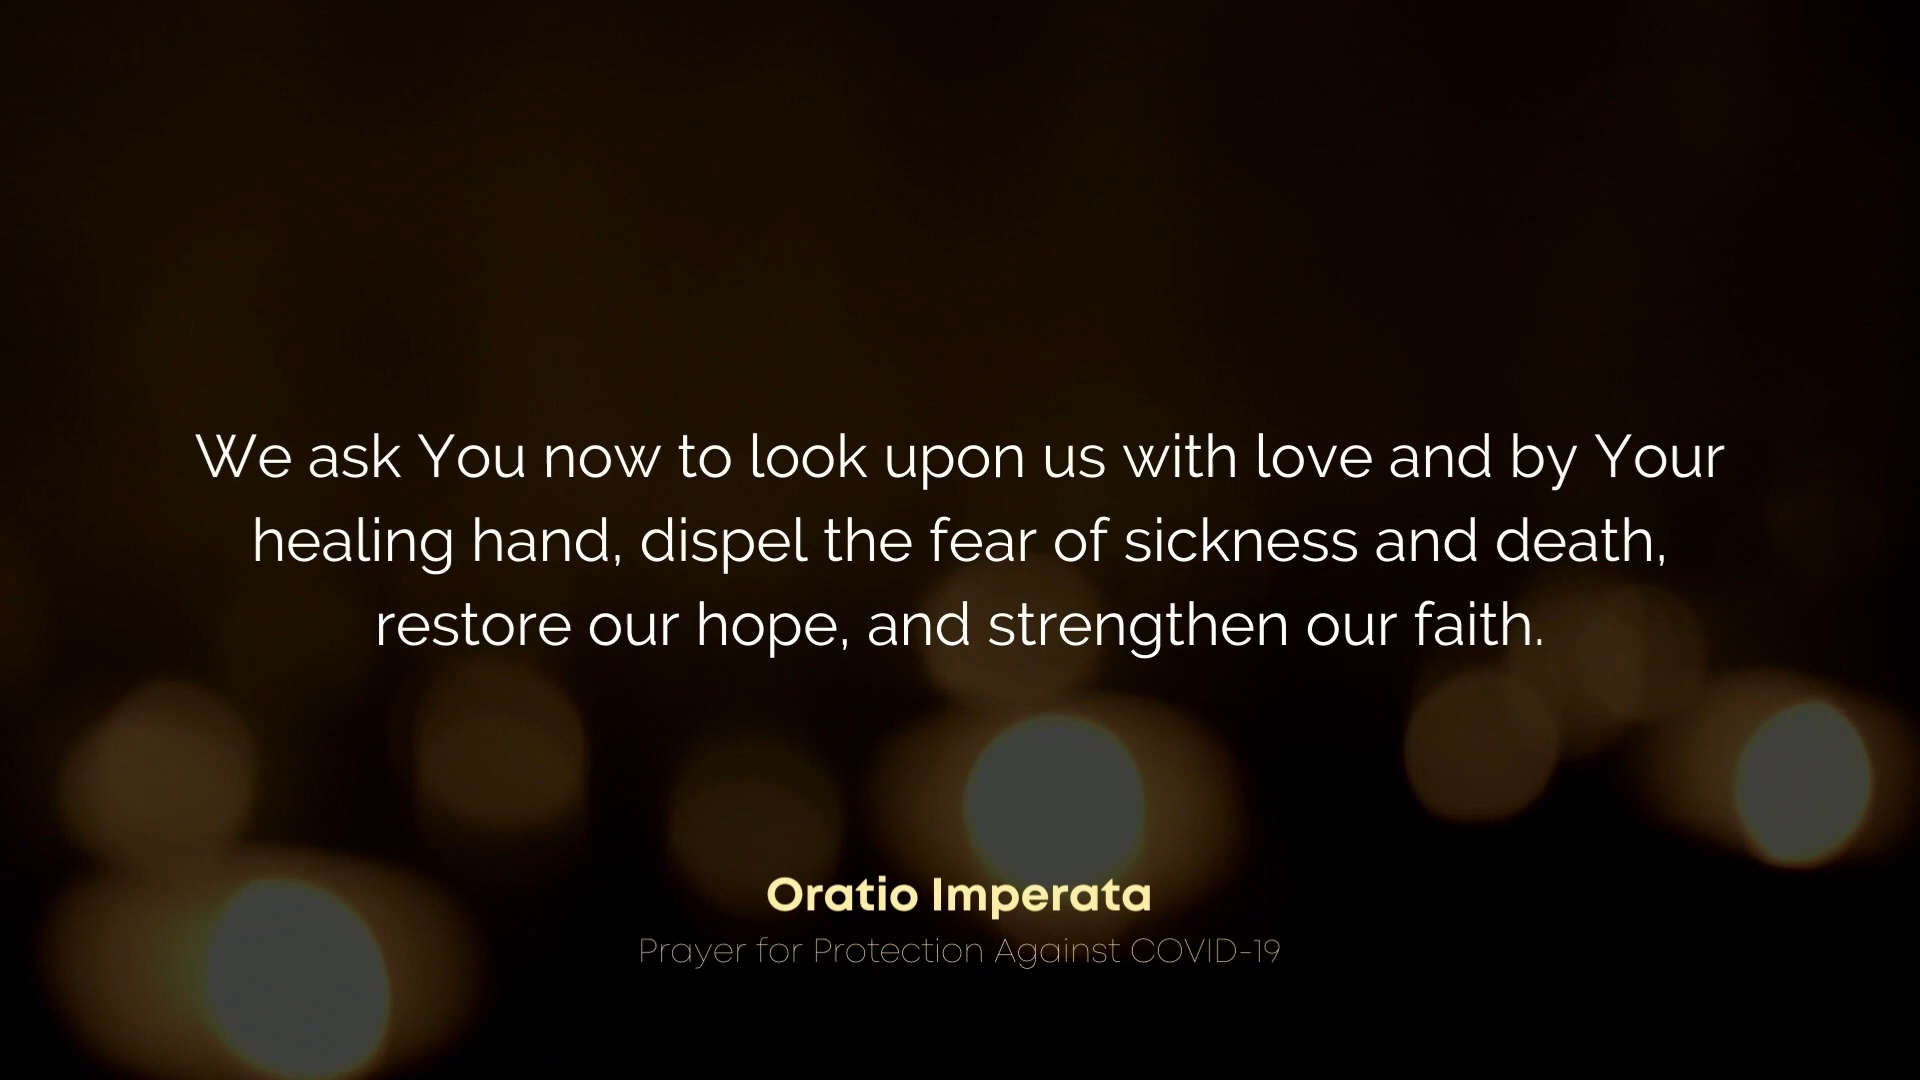 We ask You now to look upon us with love and by Your
healing hand, dispel the fear of sickness and death,
restore our hope, and strengthen our faith.
Oratio Imperata
Prayer for Protection Against COVID-19